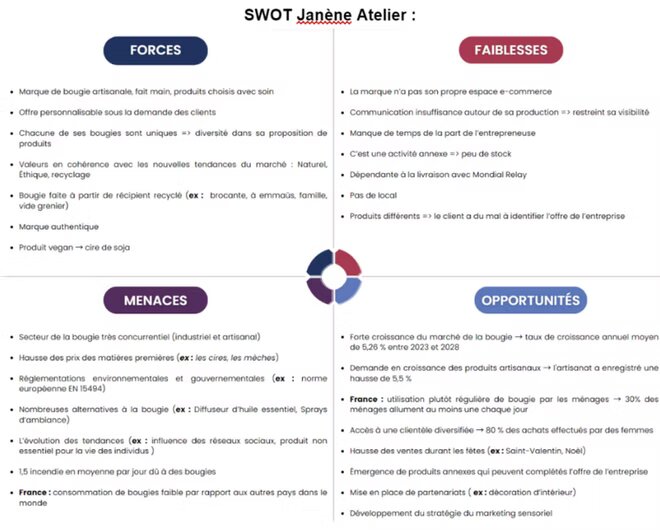 SWOT Janène Atelier :
FORCES
• Marque de bougie artisanale, fait main, produits choisis avec soin
• Offre personnalisable sous la demande des clients
• Chacune de ses bougies sont uniques => diversité dans sa proposition de
produits
• Valeurs en cohérence avec les nouvelles tendances du marché : Naturel,
Éthique, recyclage
• Bougie faite à partir de récipient recyclé (ex : brocante, à emmaüs, famille,
vide grenier)
• Marque authentique
• Produit vegan → cire de soja
FAIBLESSES
• La marque n'a pas son propre espace e-commerce
• Communication insuffisance autour de sa production => restreint sa visibilité
• Manque de temps de la part de l'entrepreneuse
• C'est une activité annexe => peu de stock
• Dépendante à la livraison avec Mondial Relay
• Pas de local
• Produits différents => le client a du mal à identifier l'offre de l'entreprise
MENACES
• Secteur de la bougie très concurrentiel (industriel et artisanal)
• Hausse des prix des matières premières (ex : les cires, les mèches)
• Réglementations environnementales et gouvernementales (ex : norme
européenne EN 15494)
• Nombreuses alternatives à la bougie (ex : Diffuseur d'huile essentiel, Sprays
d'ambiance)
• L'évolution des tendances (ex : influence des réseaux sociaux, produit non
essentiel pour la vie des individus )
• 1,5 incendie en moyenne par jour dû à des bougies
• France : consommation de bougies faible par rapport aux autres pays dans le
monde
OPPORTUNITÉS
• Forte croissance du marché de la bougie → taux de croissance annuel moyen
de 5,26 % entre 2023 et 2028
• Demande en croissance des produits artisanaux → l'artisanat a enregistré une
hausse de 5,5 %
• France : utilisation plutôt régulière de bougie par les ménages → 30% des
ménages allument au moins une chaque jour
• Accès à une clientèle diversifiée → 80 % des achats effectués par des femmes
• Hausse des ventes durant les fêtes (ex : Saint-Valentin, Noël)
• Émergence de produits annexes qui peuvent complétés l'offre de l'entreprise
• Mise en place de partenariats ( ex : décoration d'intérieur)
• Développement du stratégie du marketing sensoriel